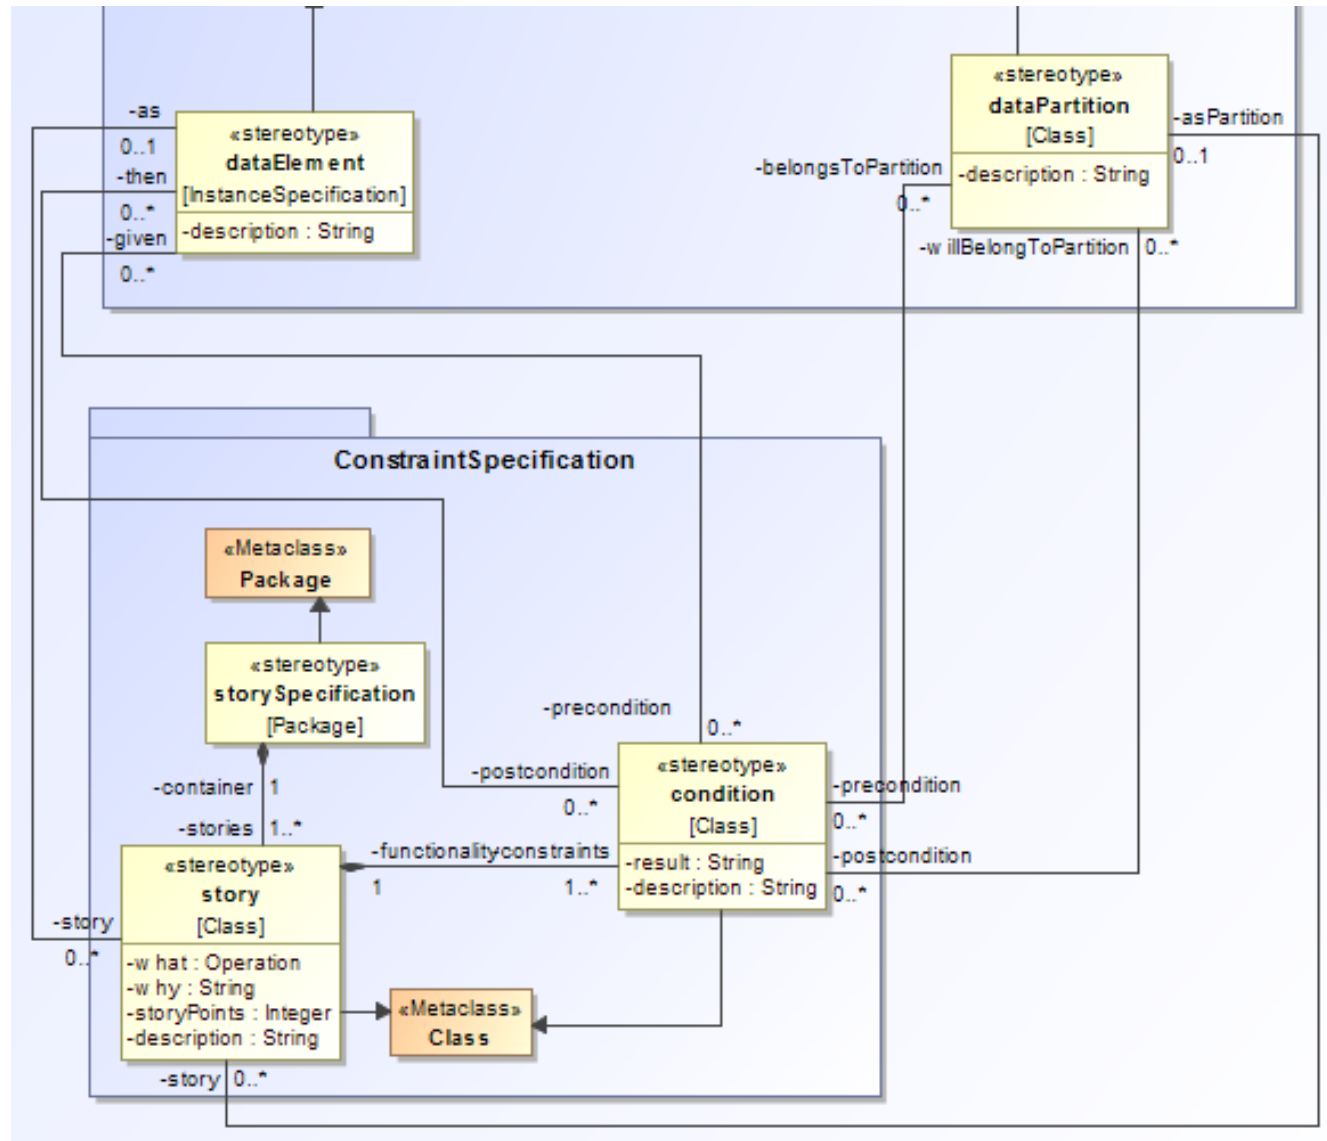 «stereotype»
dataPartition
[Class]
-description : String
-asPartition
0..1
-belongsToPartition
0..*
-willBelongToPartition
0..*
-as
0..1
-then
0..*
-given
0..*
«stereotype»
dataElement
[InstanceSpecification]
-description : String
ConstraintSpecification
«Metaclass»
Package
«stereotype»
storySpecification
[Package]
-container
1
-stories
1..*
-precondition
0..*
-postcondition
0..*
«stereotype»
condition
[Class]
-result : String
-description : String
-precondition
0..*
-postcondition
0..*
-functionality
-constraints
1
1..*
«stereotype»
story
[Class]
-what : Operation
-why : String
-storyPoints : Integer
-description : String
-story
0..*
«Metaclass»
Class
-story
0..*